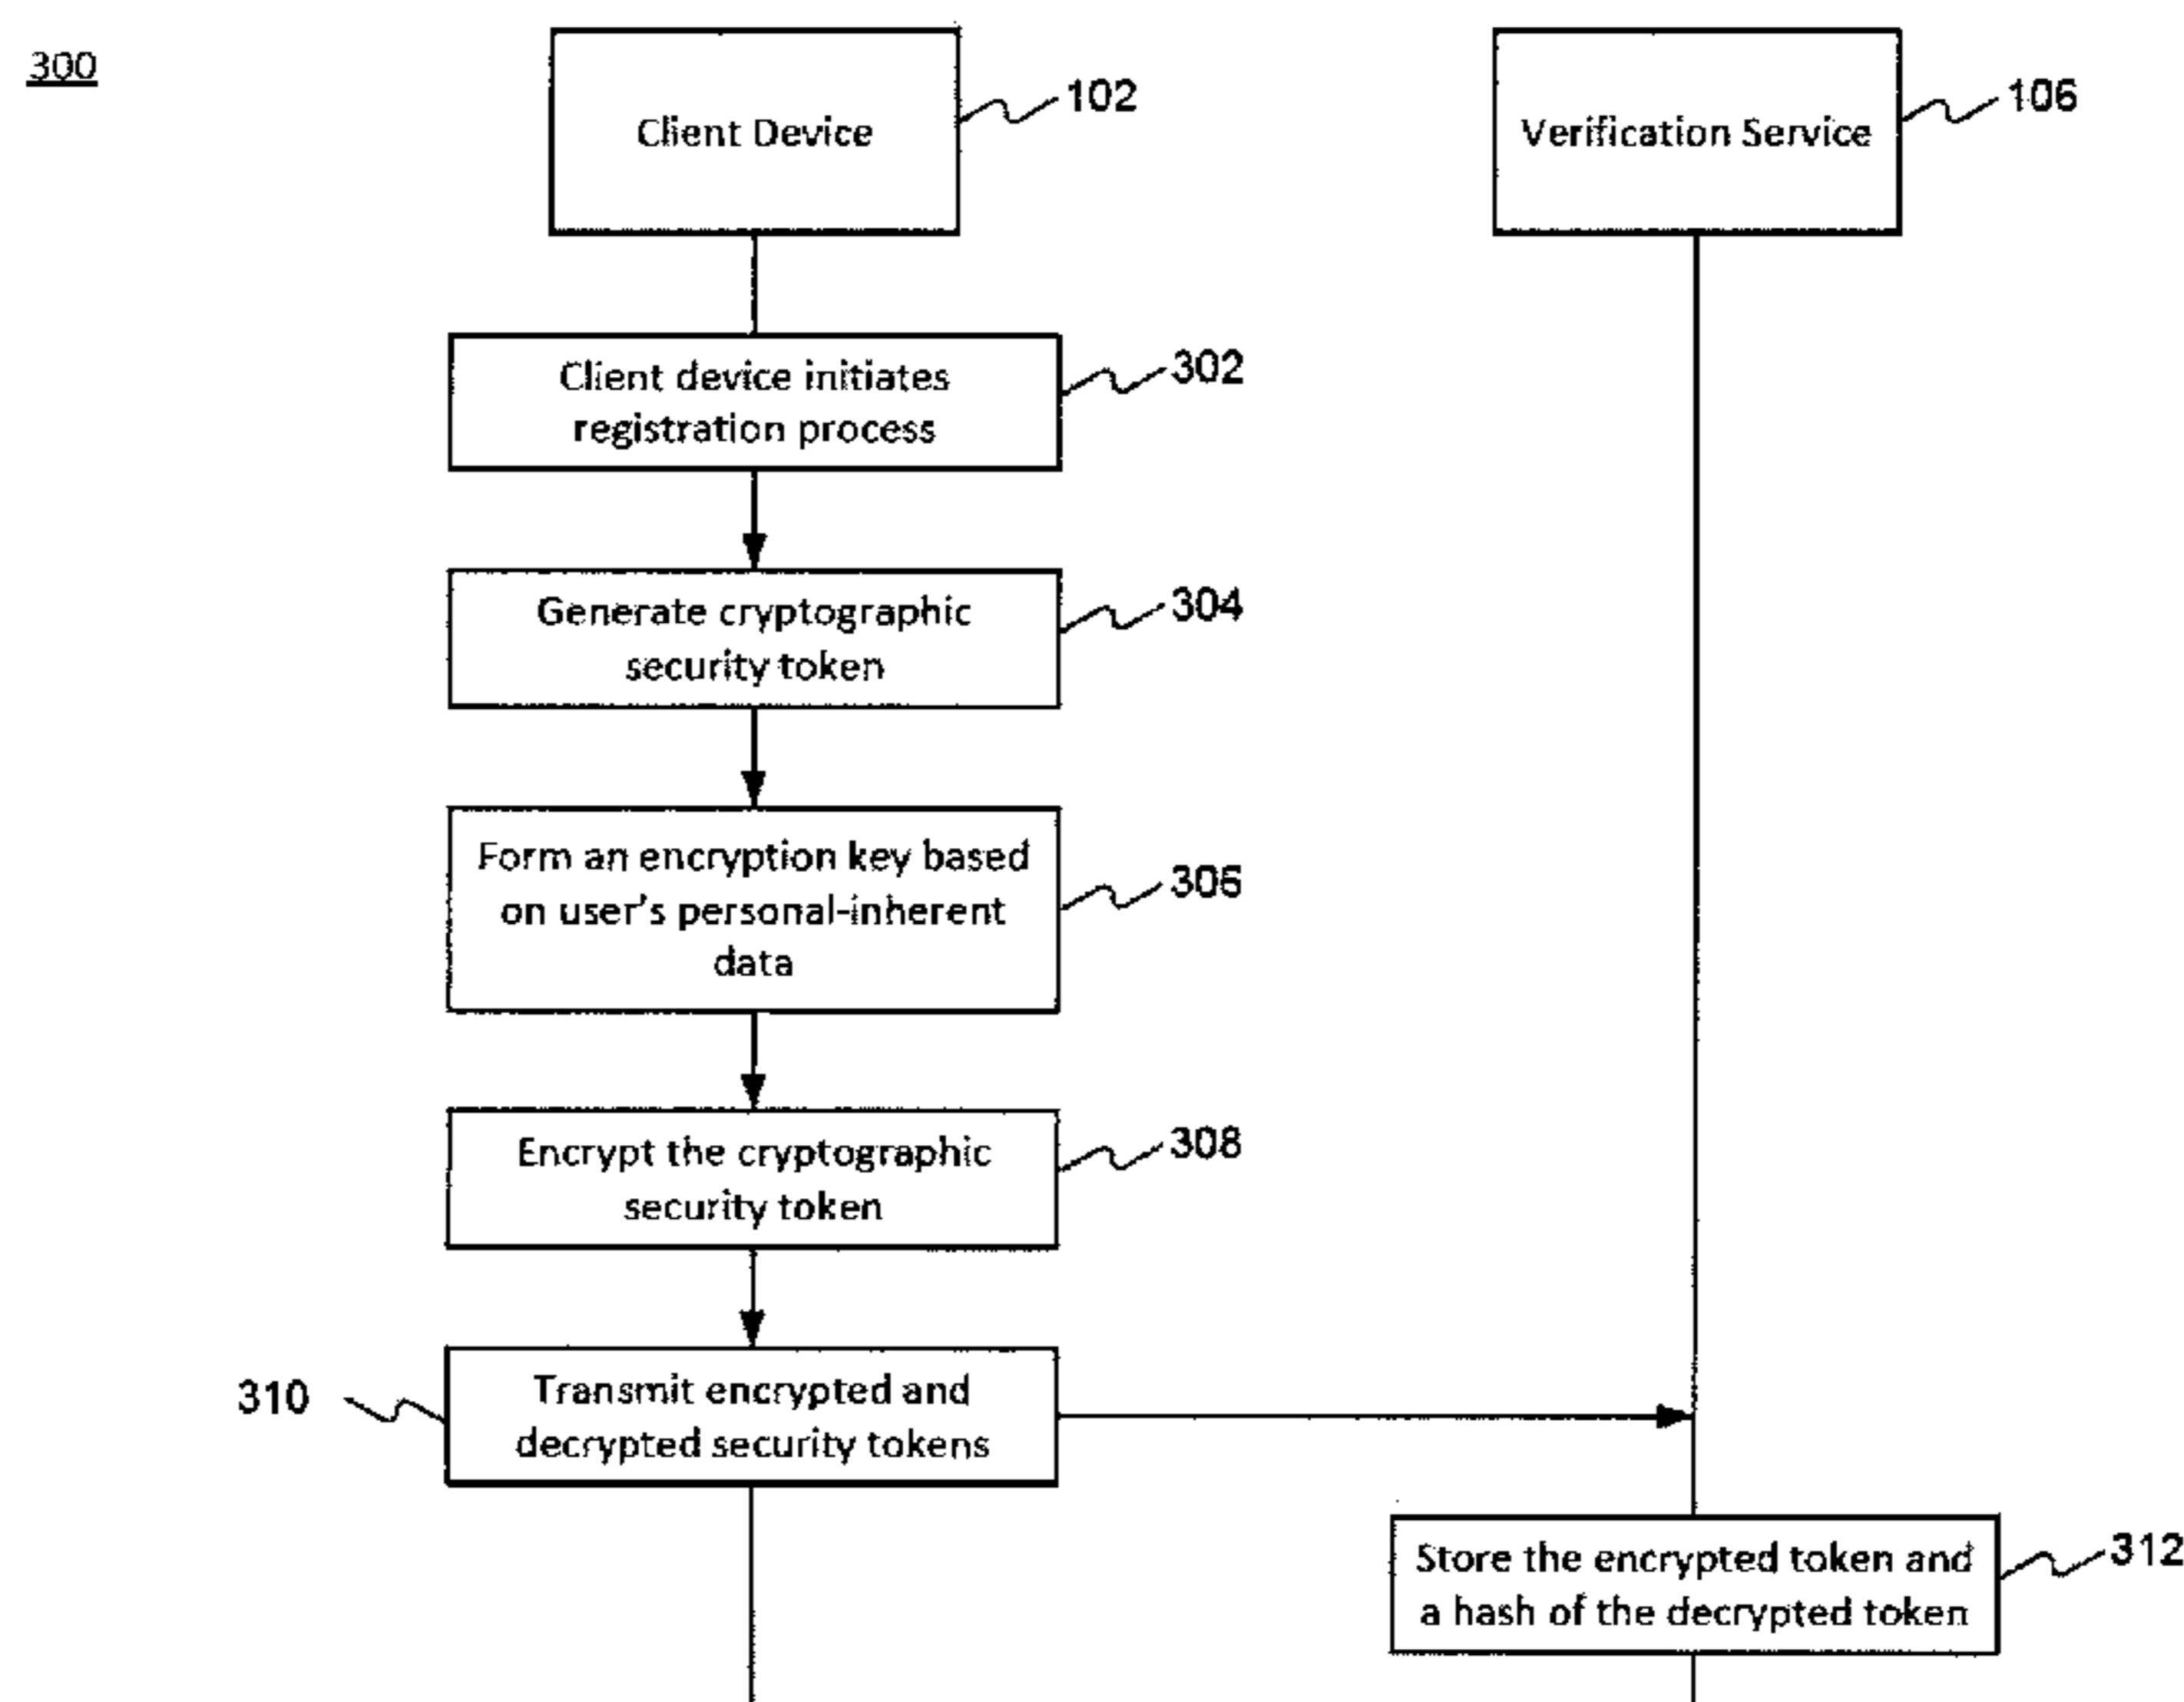 300
Client Device
102
Verification Service
106
Client device initiates
registration process
302
Generate cryptographic
security token
304
Form an encryption key based
on user's personal-inherent
data
306
Encrypt the cryptographic
security token
308
310
Transmit encrypted and
decrypted security tokens
Store the encrypted token and
a hash of the decrypted token
312